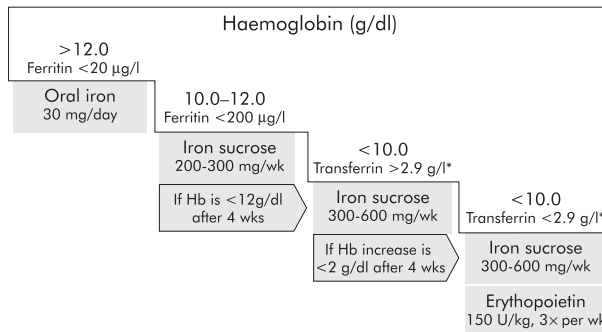 Haemoglobin (g/dl)
>12.0
Ferritin <20 µg/l
Oral iron
30 mg/day
10.0–12.0
Ferritin <200 µg/l
Iron sucrose
200-300 mg/wk
If Hb is <12g/dl
after 4 wks
<10.0
Transferrin >2.9 g/l*
Iron sucrose
300-600 mg/wk
If Hb increase is
<2 g/dl after 4 wks
<10.0
Transferrin <2.9 g/l*
Iron sucrose
300-600 mg/wk
Erythopoietin
150 U/kg, 3× per wk